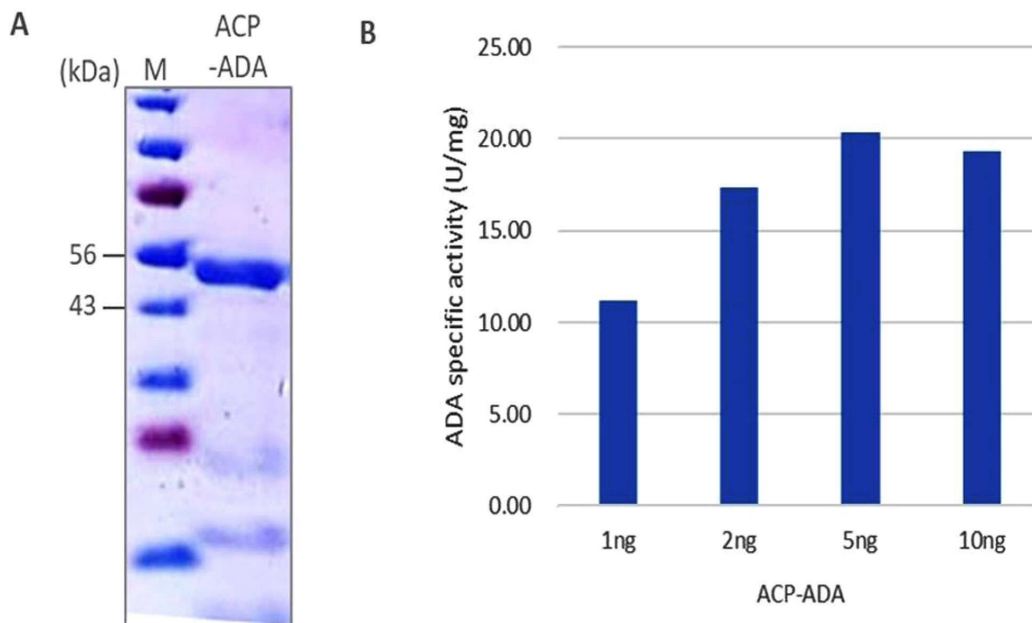 A
ACP
-ADA
(kDa)
M
56
43
B
25.00
20.00
15.00
10.00
5.00
0.00
ADA specific activity (U/mg)
1ng
2ng
5ng
10ng
ACP-ADA